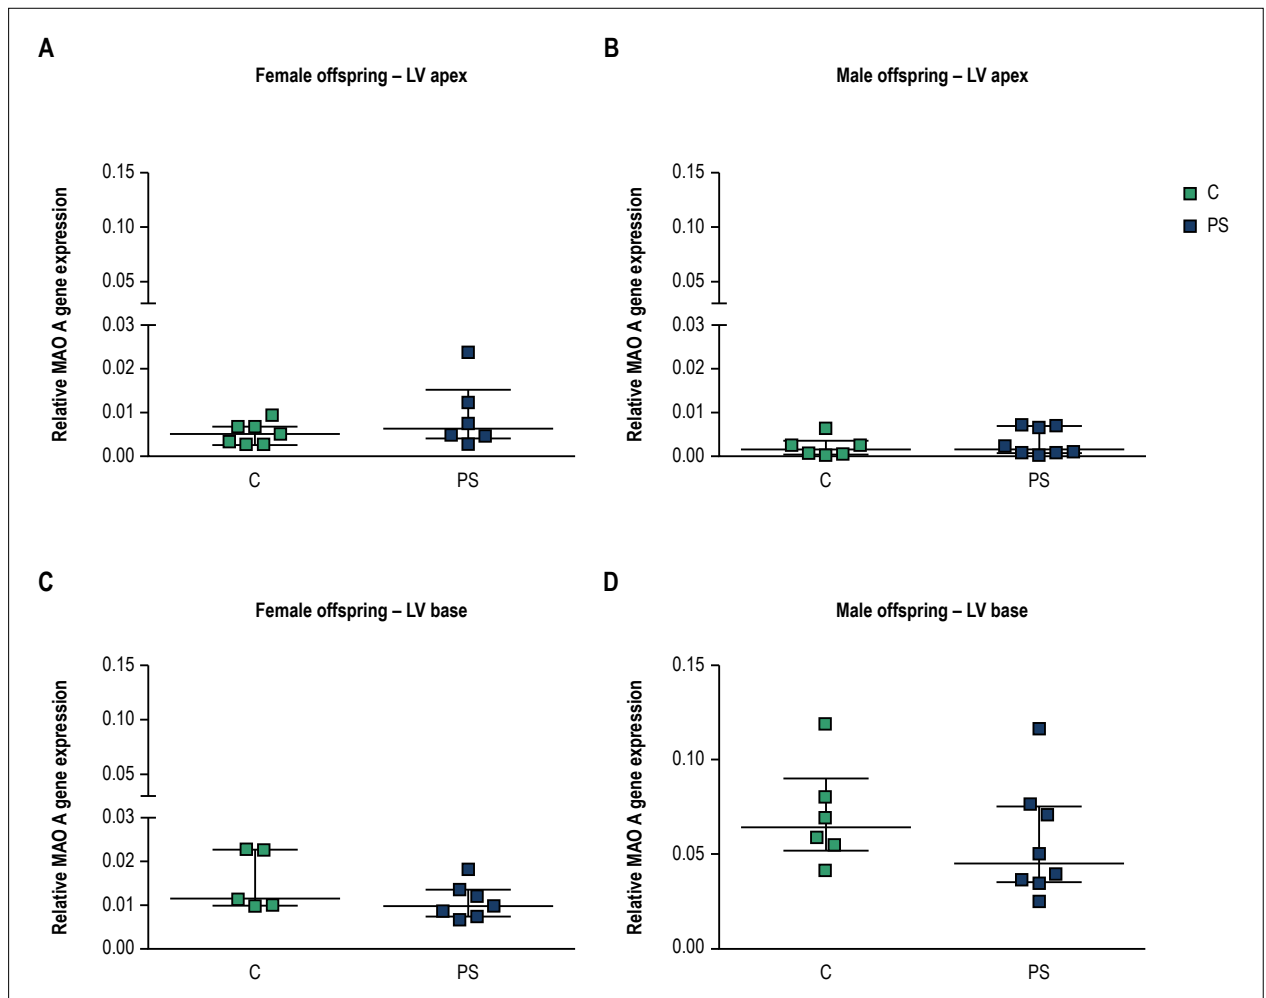 A
Female offspring – LV apex
Relative MAO A gene expression
0.15
0.10
0.05
0.03
0.02
0.01
0.00
C
PS
B
Male offspring – LV apex
Relative MAO A gene expression
0.15
0.10
0.05
0.03
0.02
0.01
0.00
C
PS
C
PS
C
Female offspring – LV base
Relative MAO A gene expression
0.15
0.10
0.05
0.03
0.02
0.01
0.00
C
PS
D
Male offspring – LV base
Relative MAO A gene expression
0.15
0.10
0.05
0.00
C
PS